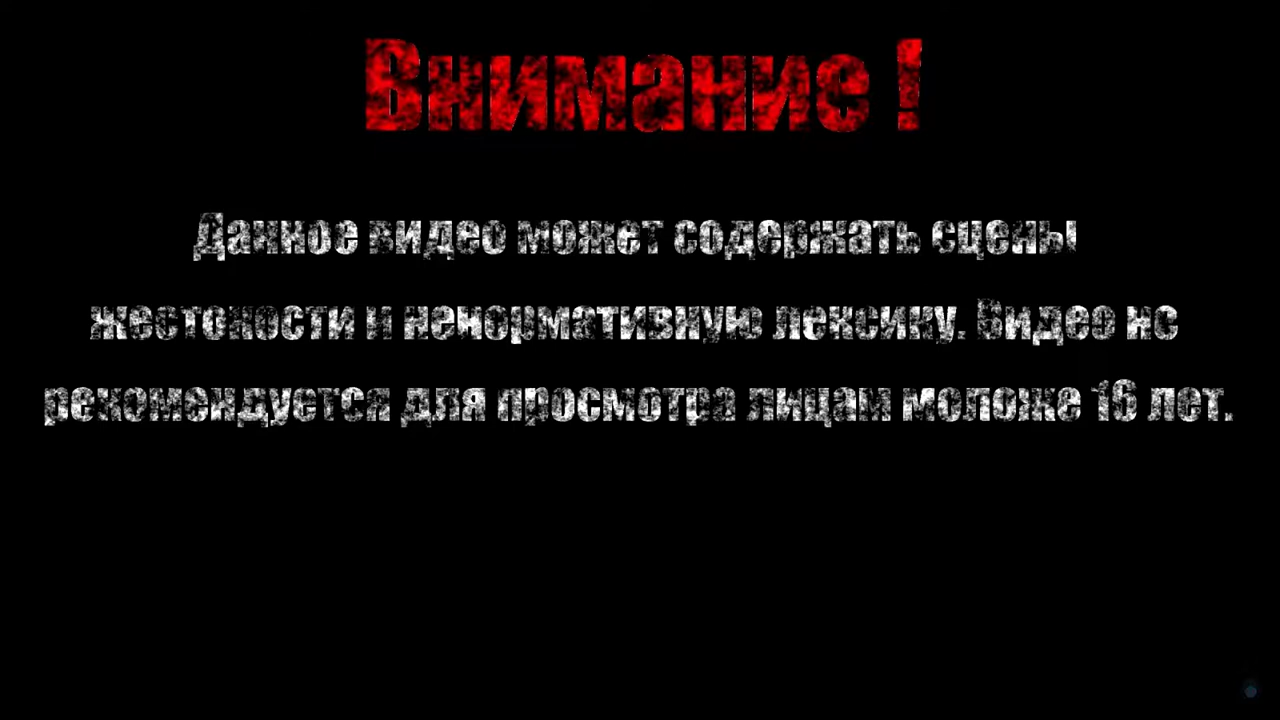 Внимание !
Данное видео может содержать сцены
жестокости и ненормативную лексику. Видео не
рекомендуется для просмотра лицам моложе 16 лет.